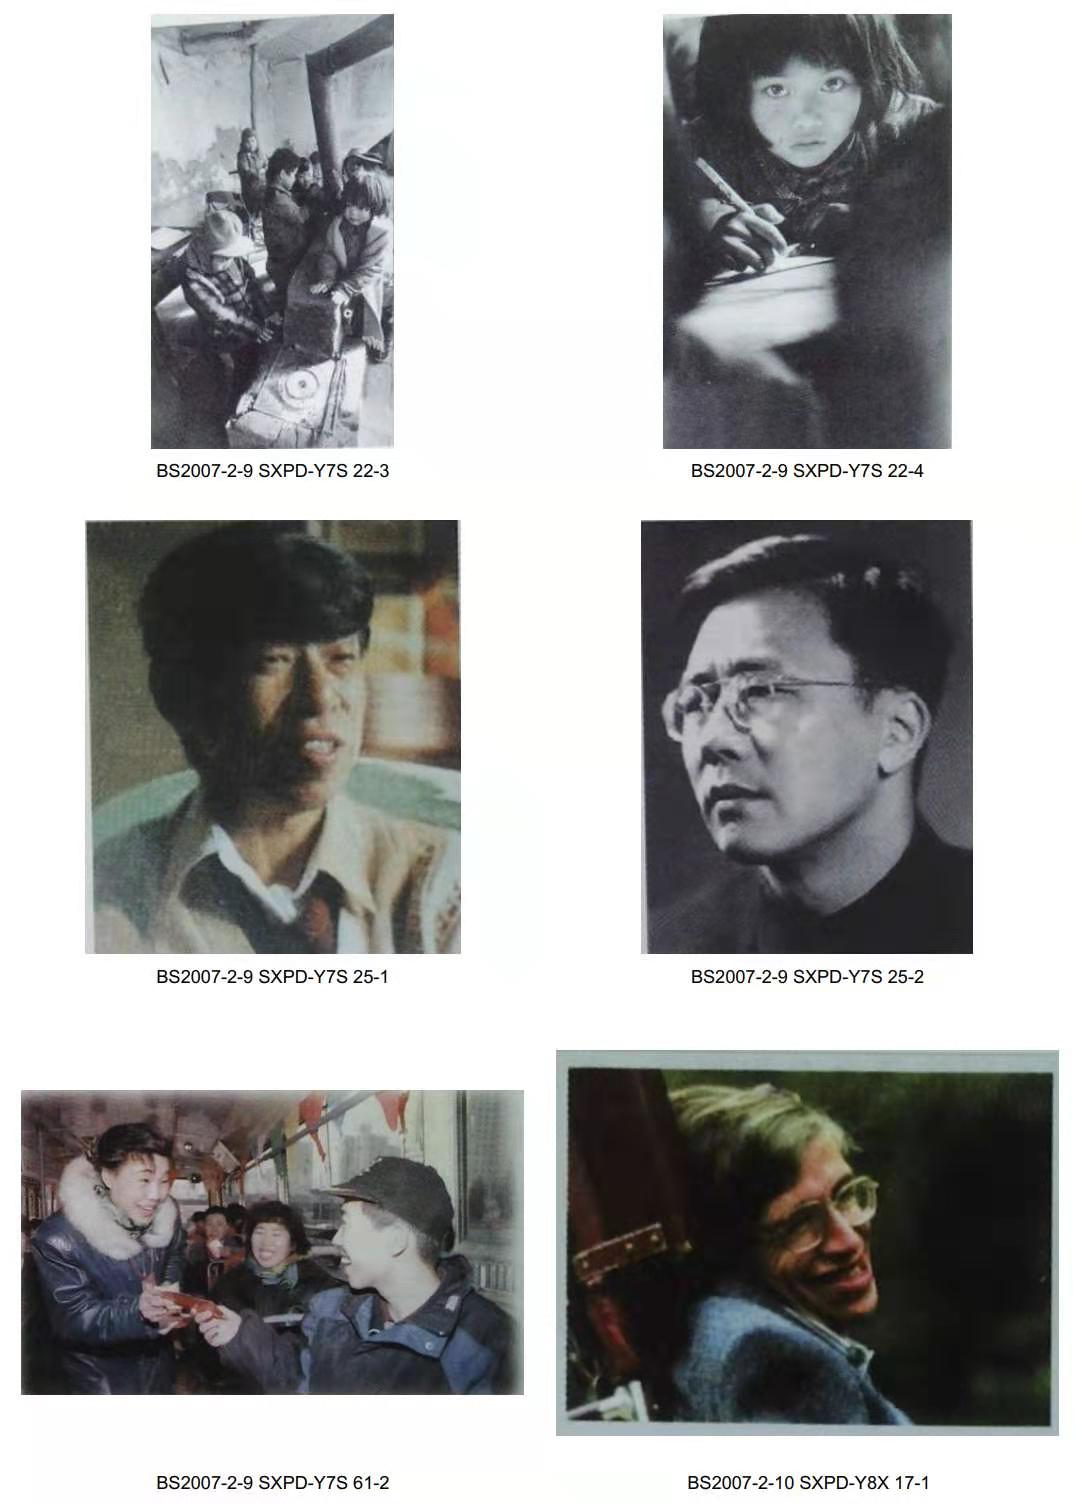 BS2007-2-9 SXPD-Y7S 22-3
BS2007-2-9 SXPD-Y7S 22-4
BS2007-2-9 SXPD-Y7S 25-1
BS2007-2-9 SXPD-Y7S 25-2
BS2007-2-9 SXPD-Y7S 61-2
BS2007-2-10 SXPD-Y8X 17-1